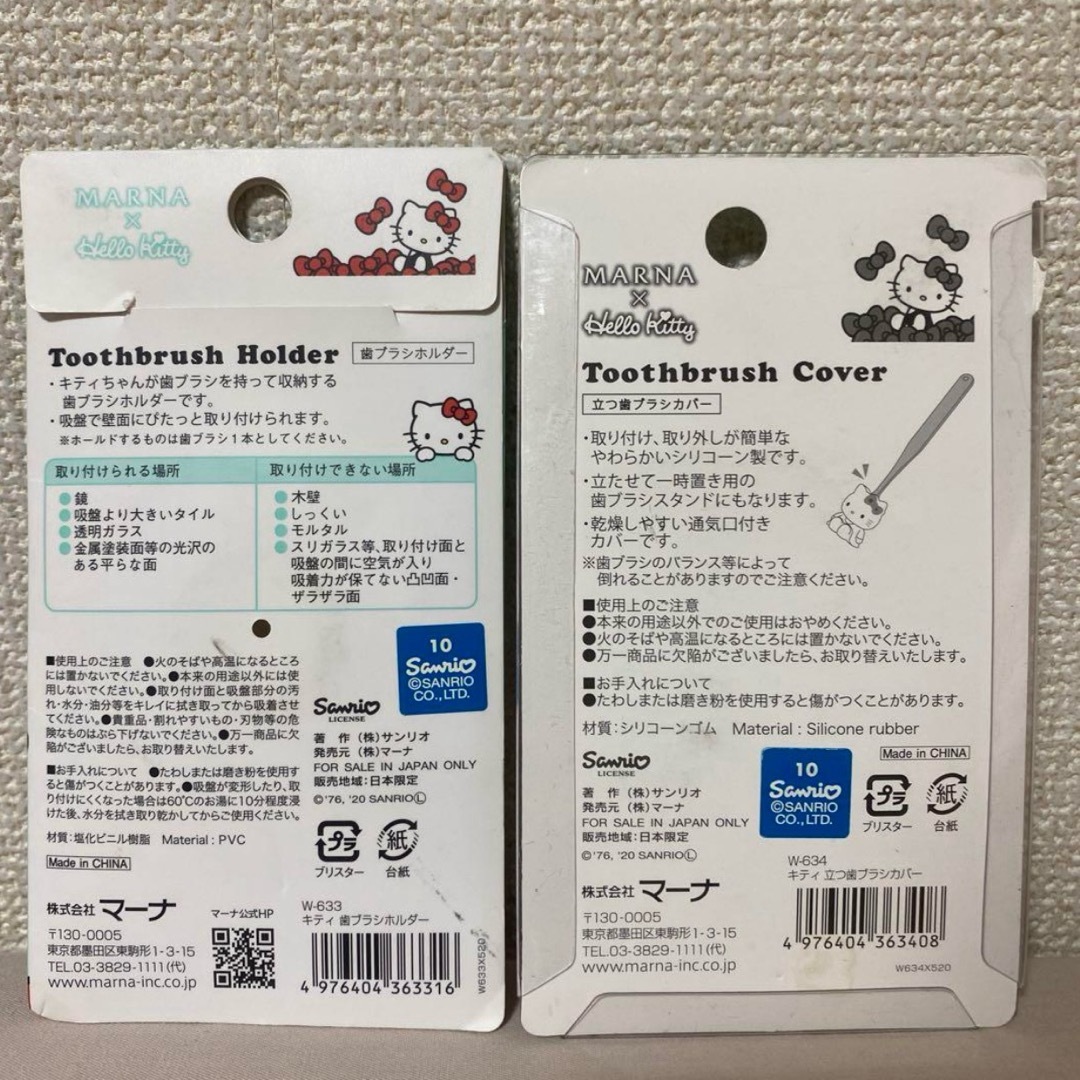 MARNA
×
Hello Kitty
Toothbrush Holder 歯ブラシホルダー
・キティちゃんが歯ブラシを持って収納する
歯ブラシホルダーです。
・吸盤で壁面にぴたっと取り付けられます。
※ホールドするものは歯ブラシ1本としてください。
取り付けられる場所
●鏡
●吸盤より大きいタイル
●透明ガラス
●金属塗装面等の光沢の
ある平らな面
取り付けできない場所
●木壁
●しっくい
●モルタル
●スリガラス等、取り付け面と
吸盤の間に空気が入り
吸着力が保てない凸凹面・
ザラザラ面
■使用上のご注意 ●火のそばや高温になるところ
には置かないでください。●本来の用途以外には使
用しないでください。●取り付け面と吸盤部分の汚
れ・水分・油分等をキレイに拭き取ってから吸着させ
てください。●貴重品・割れやすいもの・刃物等の危
険なものはぶら下げないでください。●万一商品に欠
陥がございましたら、お取り替えいたします。
■お手入れについて ●たわしまたは磨き粉を使用す
ると傷がつくことがあります。●吸盤が変形したり、取り
付けにくくなった場合は60℃のお湯に10分程度浸
けた後、水分を拭き取り乾かしてからご使用ください。
材質:塩化ビニル樹脂 Material : PVC
Made in CHINA
10
Sanrio
©SANRIO
CO.,LTD.
Sanrio
LICENSE
著 作 (株)サンリオ
発売元 (株)マーナ
FOR SALE IN JAPAN ONLY
販売地域:日本限定
©'76, '20 SANRIOⓁ
プラ
ブリスター
紙
台紙
株式会社 マーナ
〒130-0005
東京都墨田区東駒形1-3-15
TEL.03-3829-1111(代)
www.marna-inc.co.jp
マーナ公式HP
W-633
キティ 歯ブラシホルダー
4 976404 363316
W633X520
MARNA
×
Hello Kitty
Toothbrush Cover
立つ歯ブラシカバー
・取り付け、取り外しが簡単な
やわらかいシリコーン製です。
・立たせて一時置き用の
歯ブラシスタンドにもなります。
・乾燥しやすい通気口付き
カバーです。
※歯ブラシのバランス等によって
倒れることがありますのでご注意ください。
■使用上のご注意
●本来の用途以外でのご使用はおやめください。
●火のそばや高温になるところには置かないでください。
●万一商品に欠陥がございましたら、お取り替えいたします。
■お手入れについて
●たわしまたは磨き粉を使用すると傷がつくことがあります。
材質:シリコーンゴム Material : Silicone rubber
Sanrio
LICENSE
著 作 (株)サンリオ
発売元 (株)マーナ
FOR SALE IN JAPAN ONLY
販売地域:日本限定
©'76, '20 SANRIOⓁ
10
Sanrio
©SANRIO
CO.,LTD.
Made in CHINA
プラ
ブリスター
紙
台紙
株式会社 マーナ
〒130-0005
東京都墨田区東駒形1-3-15
TEL.03-3829-1111(代)
www.marna-inc.co.jp
W-634
キティ 立つ歯ブラシカバー
4 976404 363408
W634X520